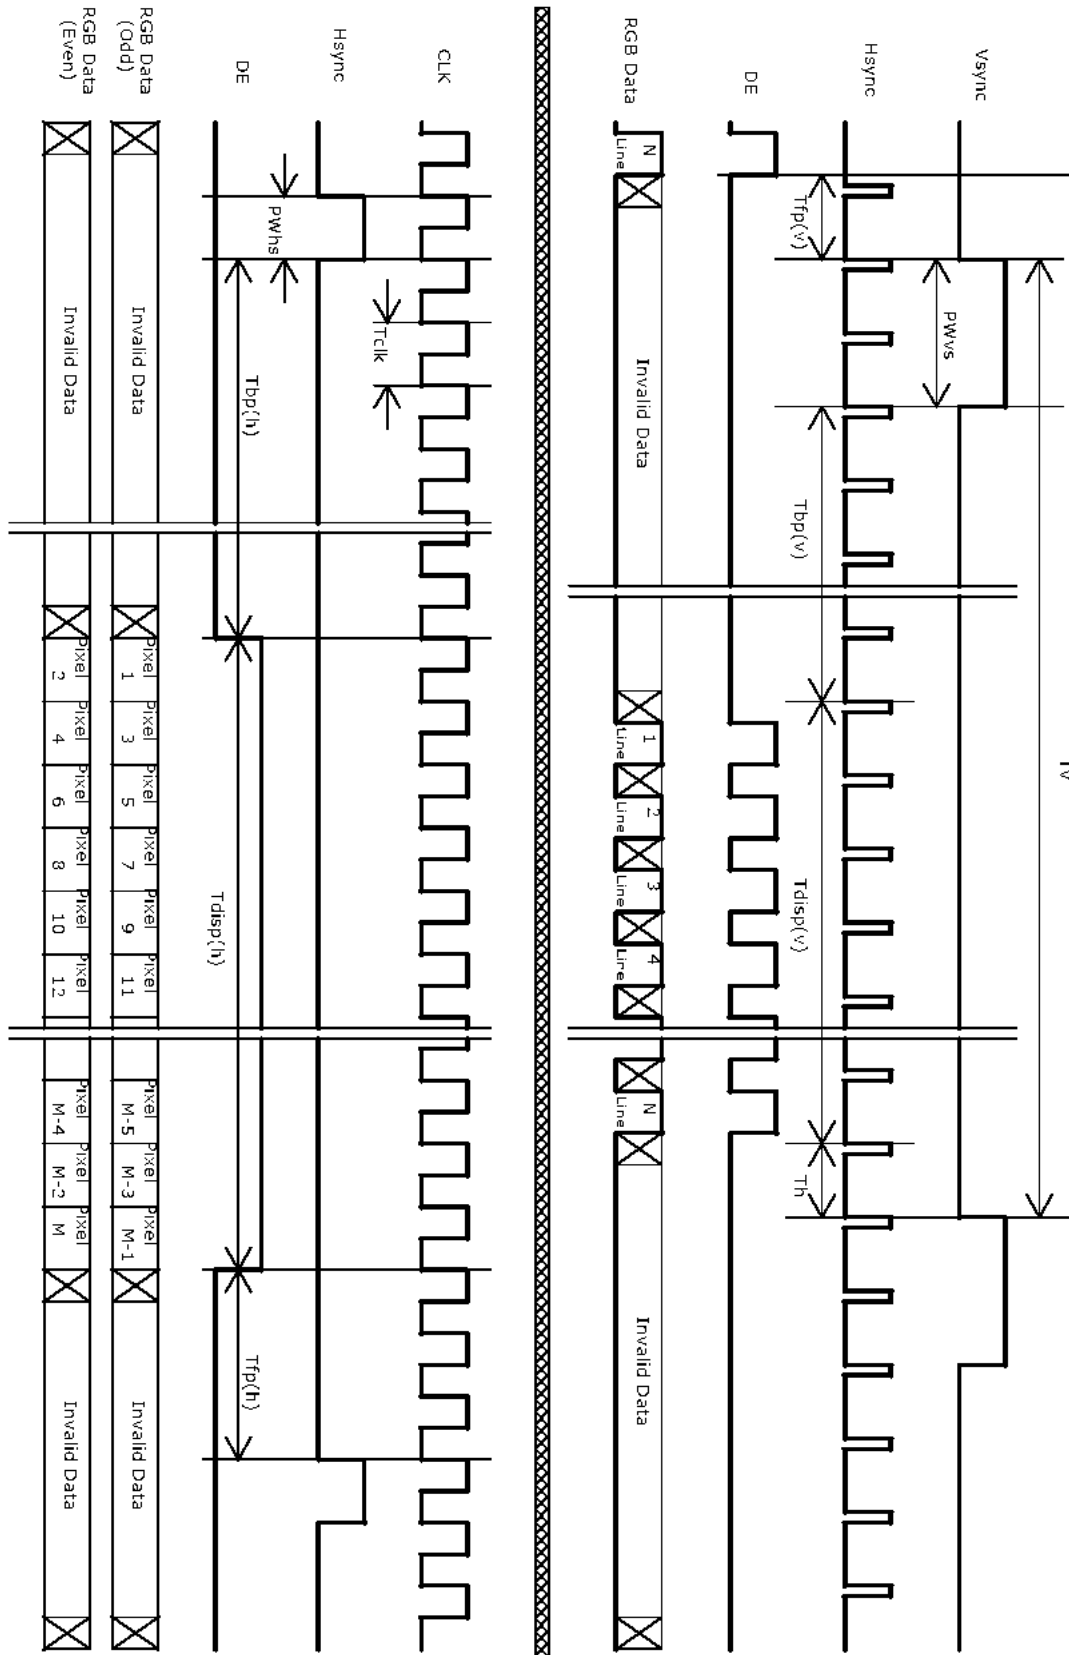 Tv
Vsync
PWvs
Hsync
Tfp(v)
Tbp(v)
Tdisp(v)
Th
DE
RGB Data
N
Line
Invalid Data
1
Line
2
Line
3
Line
4
Line
N
Line
Invalid Data
CLK
Tclk
Hsync
PWhs
DE
Tbp(h)
Tdisp(h)
Tfp(h)
RGB Data
(Odd)
Invalid Data
Pixel Pixel Pixel Pixel Pixel Pixel Pixel Pixel Pixel
1 3 5 7 9 11 M-5 M-3 M-1
Invalid Data
RGB Data
(Even)
Invalid Data
Pixel Pixel Pixel Pixel Pixel Pixel Pixel Pixel Pixel
2 4 6 8 10 12 M-4 M-2 M
Invalid Data